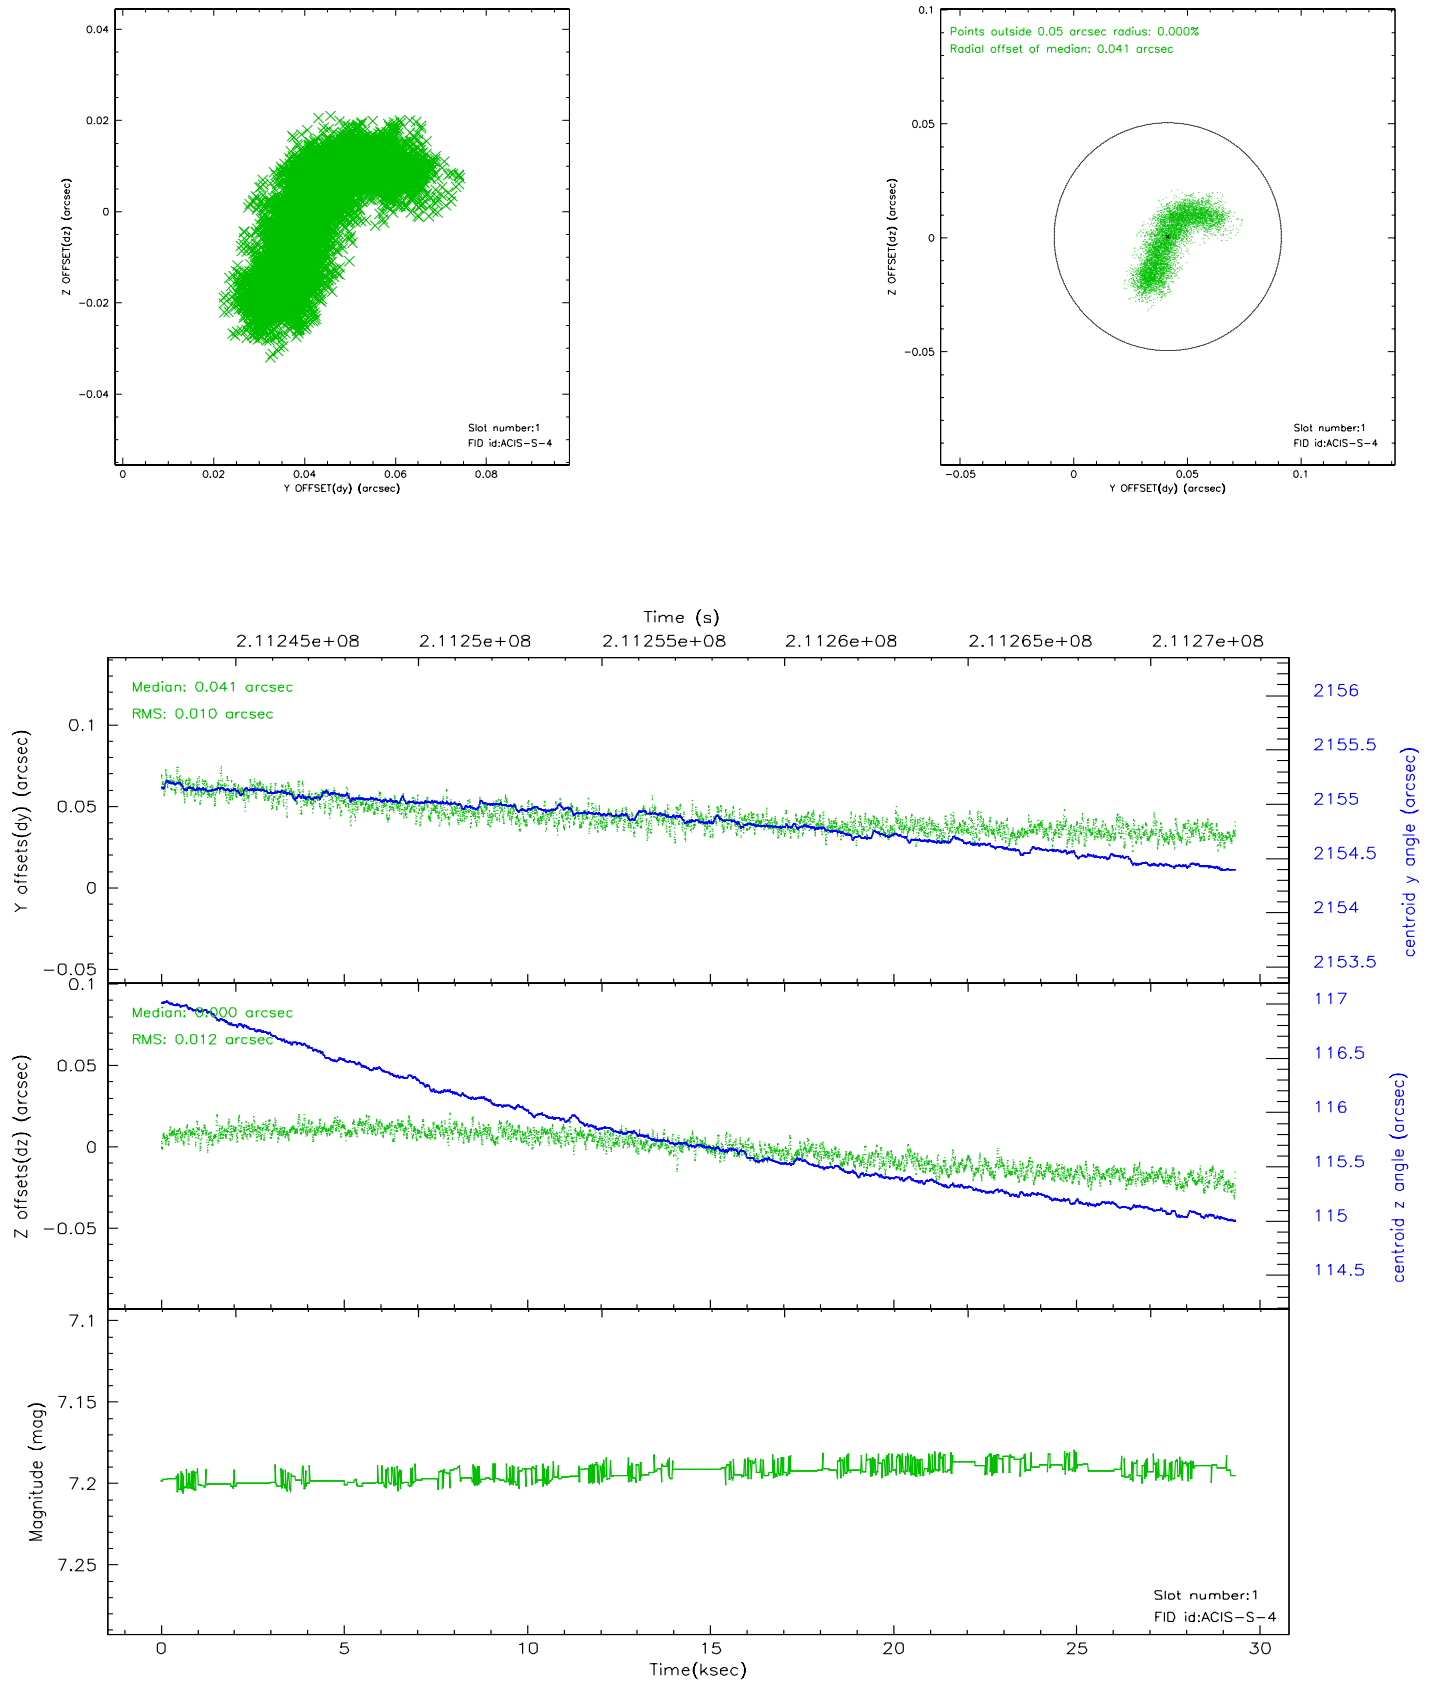 0.04
0.02
0
-0.02
-0.04
Z OFFSET(dz) (arcsec)
0
0.02
0.04
0.06
0.08
Y OFFSET(dy) (arcsec)
Slot number:1
FID id:ACIS-S-4
Points outside 0.05 arcsec radius: 0.000%
Radial offset of median: 0.041 arcsec
0.1
0.05
0
-0.05
Z OFFSET(dz) (arcsec)
-0.05
0
0.05
0.1
Y OFFSET(dy) (arcsec)
Slot number:1
FID id:ACIS-S-4
Time (s)
2.11245e+08
2.1125e+08
2.11255e+08
2.1126e+08
2.11265e+08
2.1127e+08
Median: 0.041 arcsec
RMS: 0.010 arcsec
0.1
0.05
0
-0.05
Y offsets(dy) (arcsec)
2156
2155.5
2155
2154.5
2154
2153.5
centroid y angle (arcsec)
Median: 0.000 arcsec
RMS: 0.012 arcsec
0.1
0.05
0
-0.05
Z offsets(dz) (arcsec)
117
116.5
116
115.5
115
114.5
centroid z angle (arcsec)
7.1
7.15
7.2
7.25
Magnitude (mag)
Slot number:1
FID id:ACIS-S-4
0
5
10
15
20
25
30
Time(ksec)